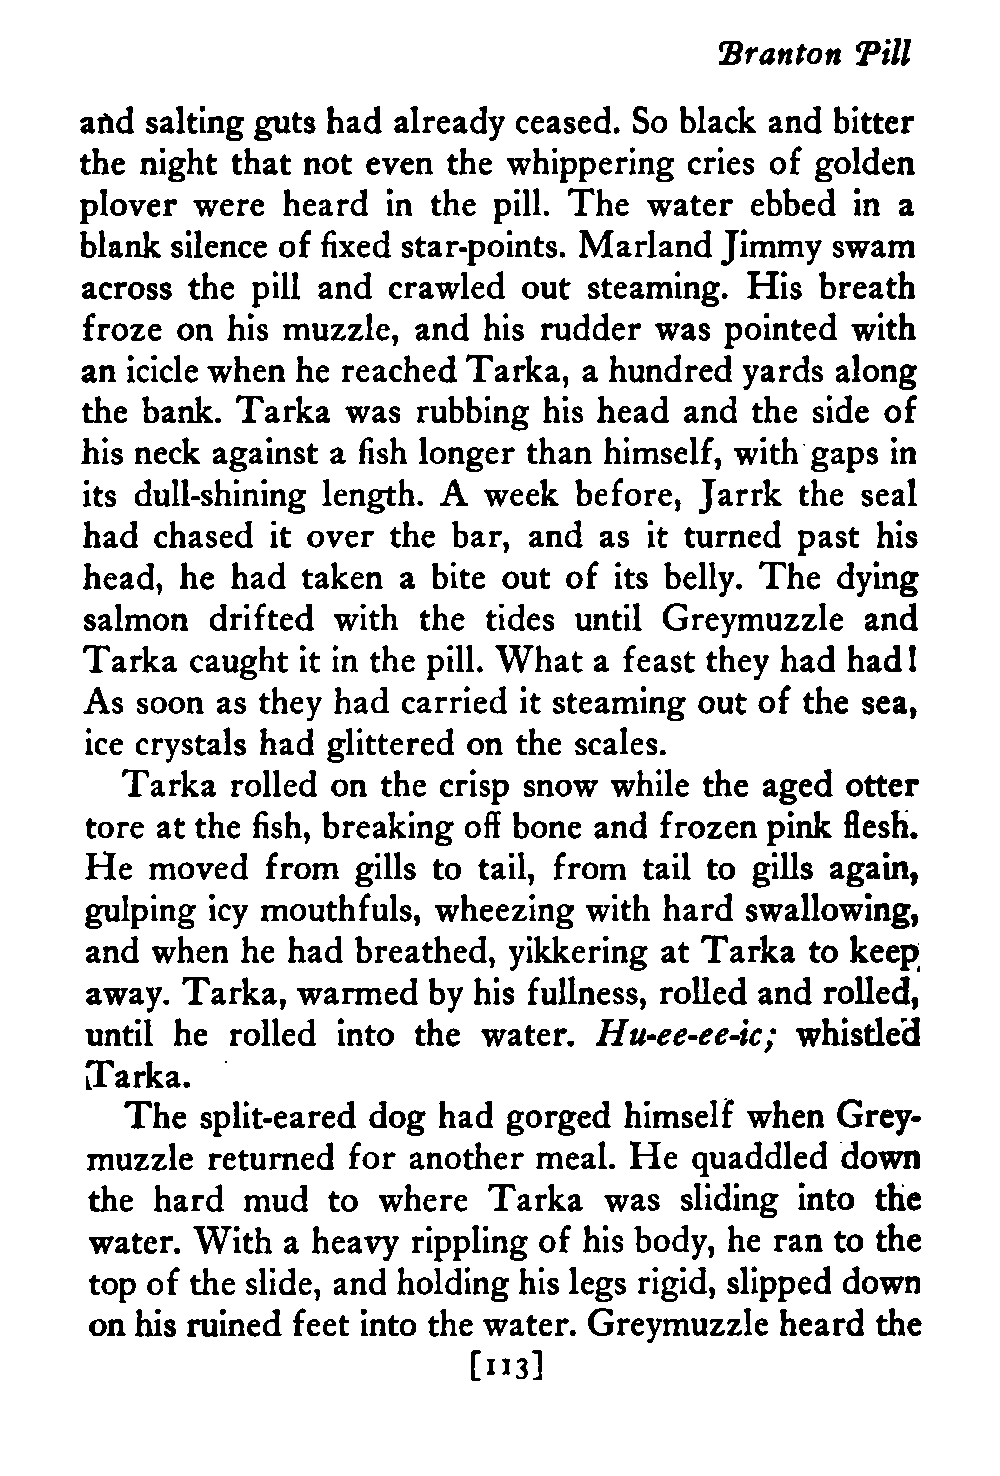 Branton Pill
and salting guts had already ceased. So black and bitter
the night that not even the whippering cries of golden
plover were heard in the pill. The water ebbed in a
blank silence of fixed star-points. Marland Jimmy swam
across the pill and crawled out steaming. His breath
froze on his muzzle, and his rudder was pointed with
an icicle when he reached Tarka, a hundred yards along
the bank. Tarka was rubbing his head and the side of
his neck against a fish longer than himself, with gaps in
its dull-shining length. A week before, Jarrk the seal
had chased it over the bar, and as it turned past his
head, he had taken a bite out of its belly. The dying
salmon drifted with the tides until Greymuzzle and
Tarka caught it in the pill. What a feast they had had!
As soon as they had carried it steaming out of the sea,
ice crystals had glittered on the scales.
Tarka rolled on the crisp snow while the aged otter
tore at the fish, breaking off bone and frozen pink flesh.
He moved from gills to tail, from tail to gills again,
gulping icy mouthfuls, wheezing with hard swallowing,
and when he had breathed, yikkering at Tarka to keep
away. Tarka, warmed by his fullness, rolled and rolled,
until he rolled into the water. Hu-ee-ee-ic; whistled
Tarka.
The split-eared dog had gorged himself when Grey-
muzzle returned for another meal. He quaddled down
the hard mud to where Tarka was sliding into the
water. With a heavy rippling of his body, he ran to the
top of the slide, and holding his legs rigid, slipped down
on his ruined feet into the water. Greymuzzle heard the
[113]